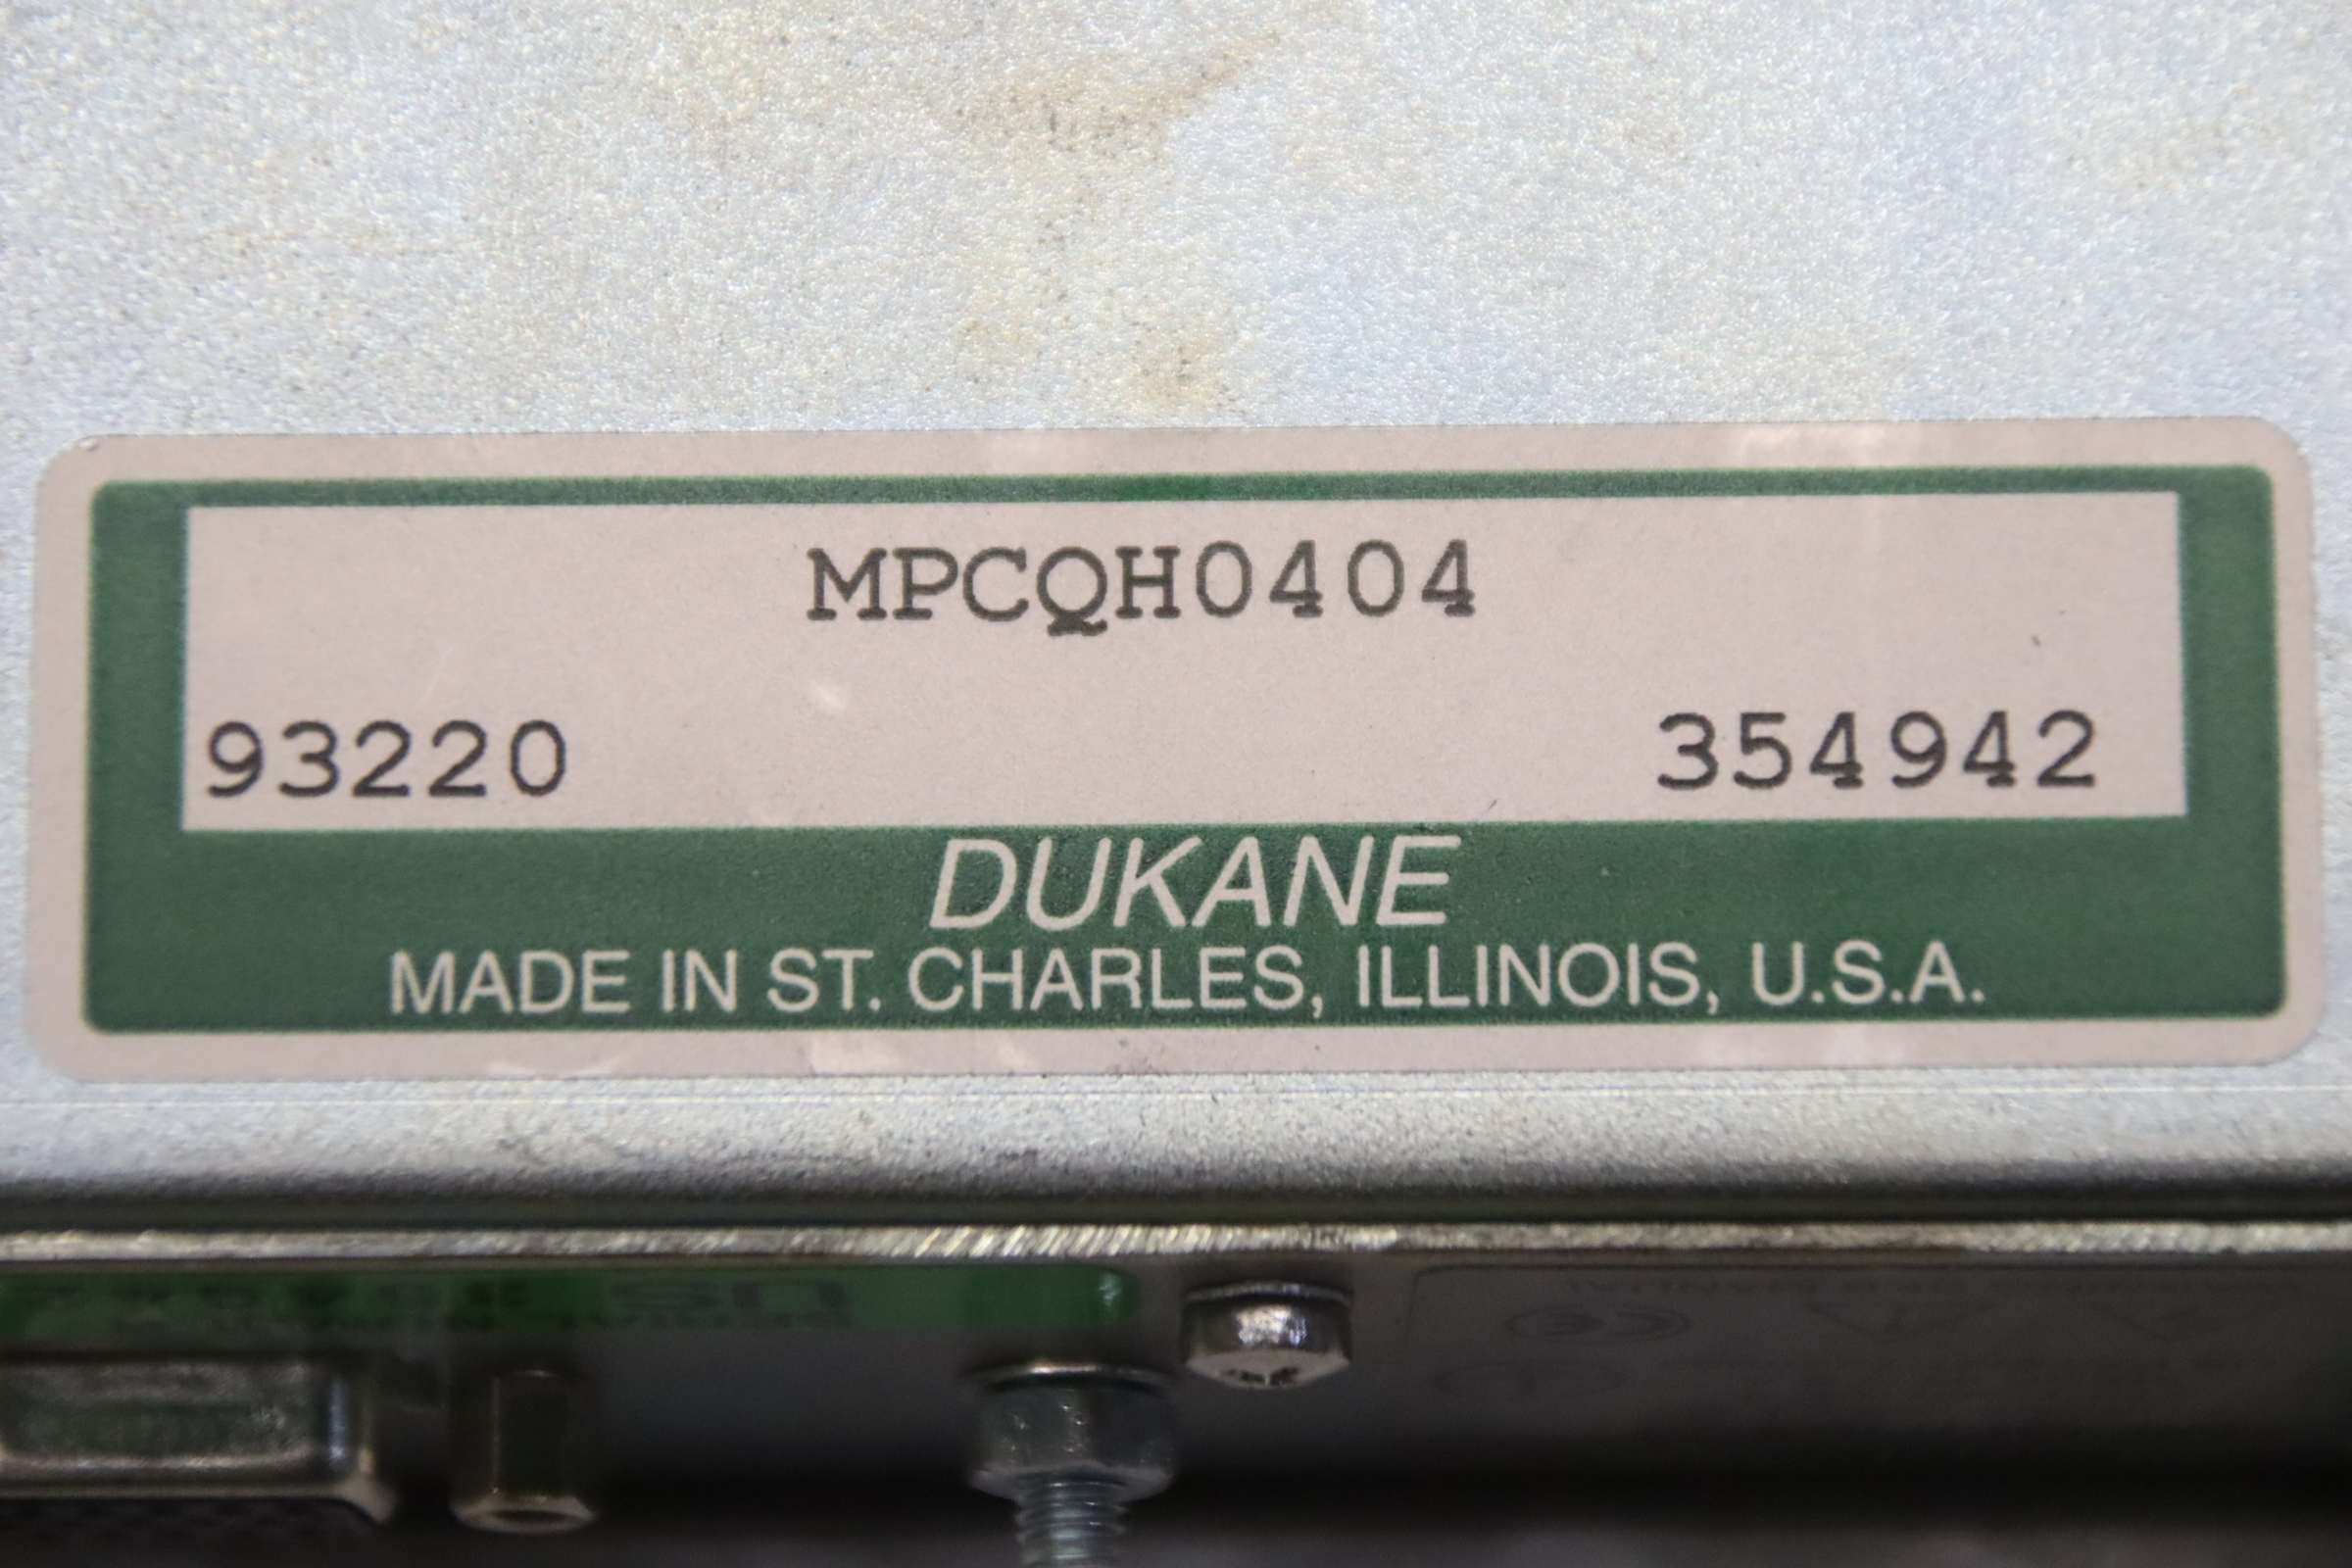 MPCQH0404
93220 354942
DUKANE
MADE IN ST. CHARLES, ILLINOIS, U.S.A.